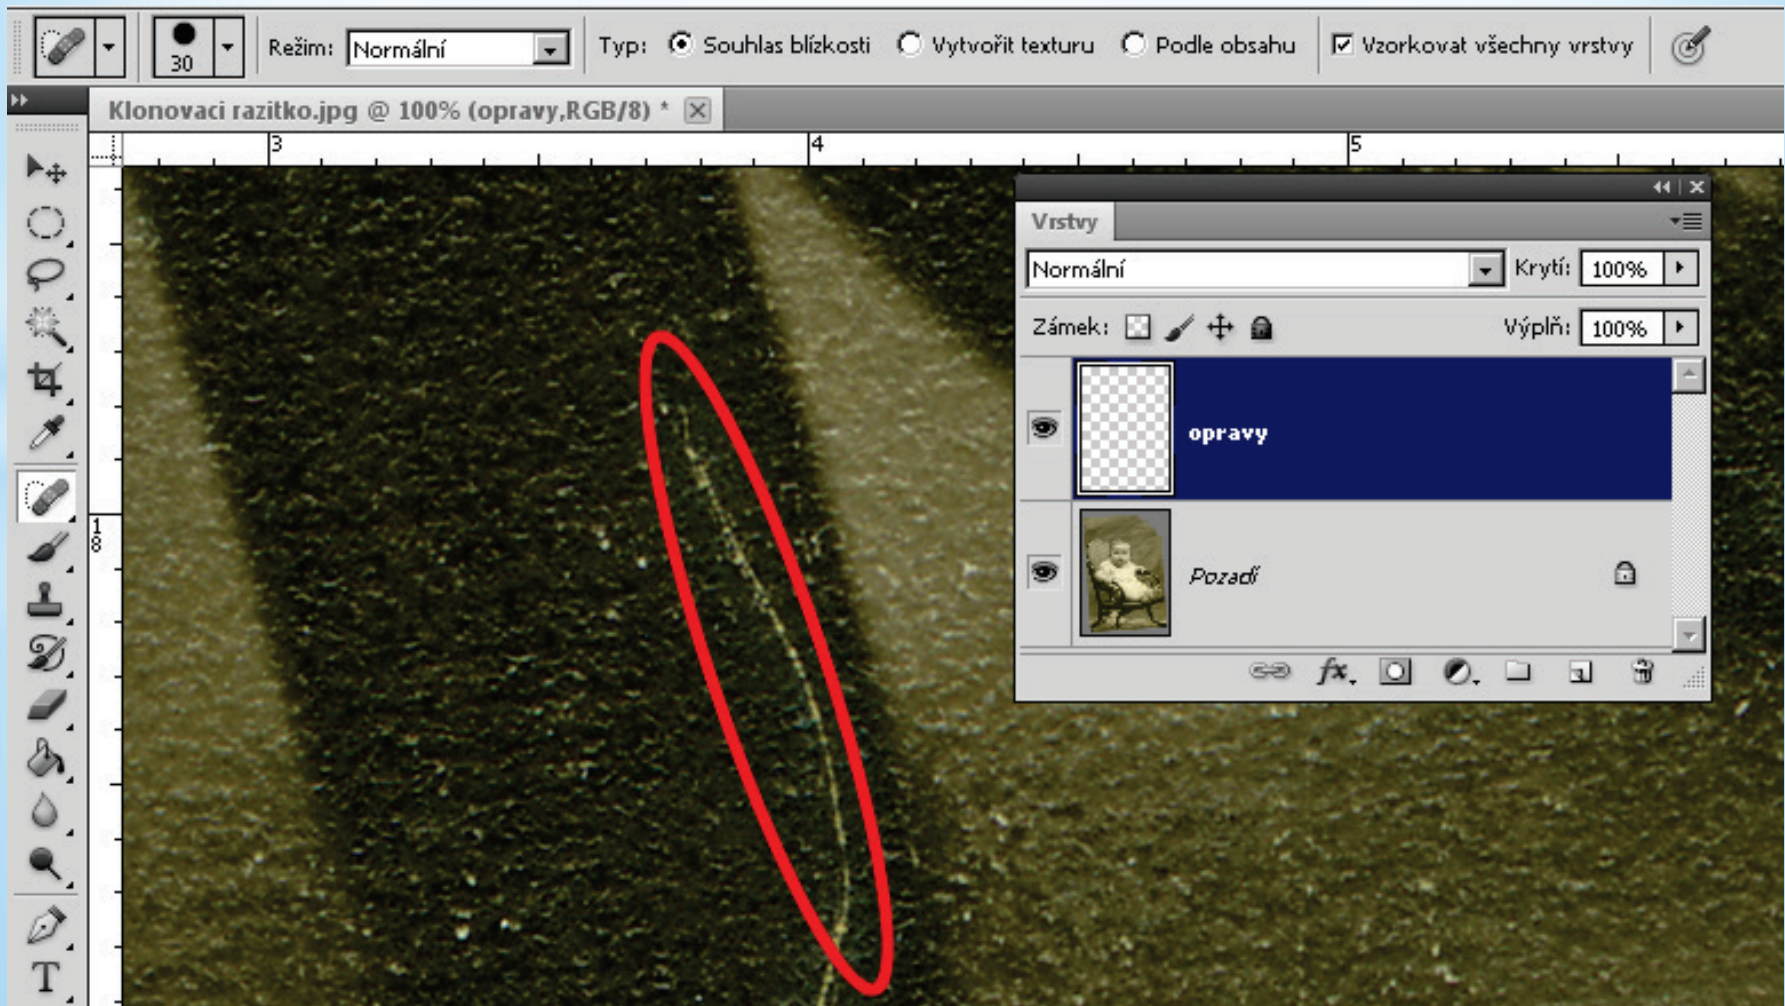 30
Režim: Normální
Typ: Souhlas blízkosti Vytvořit texturu Podle obsahu Vzorkovat všechny vrstvy
Klonovaci razitko.jpg @ 100% (opravy,RGB/8) *
3 4 5
Vrstvy
Normální Krytí: 100%
Zámek: Výplň: 100%
opravy
1
8
Pozadí
fx.
T